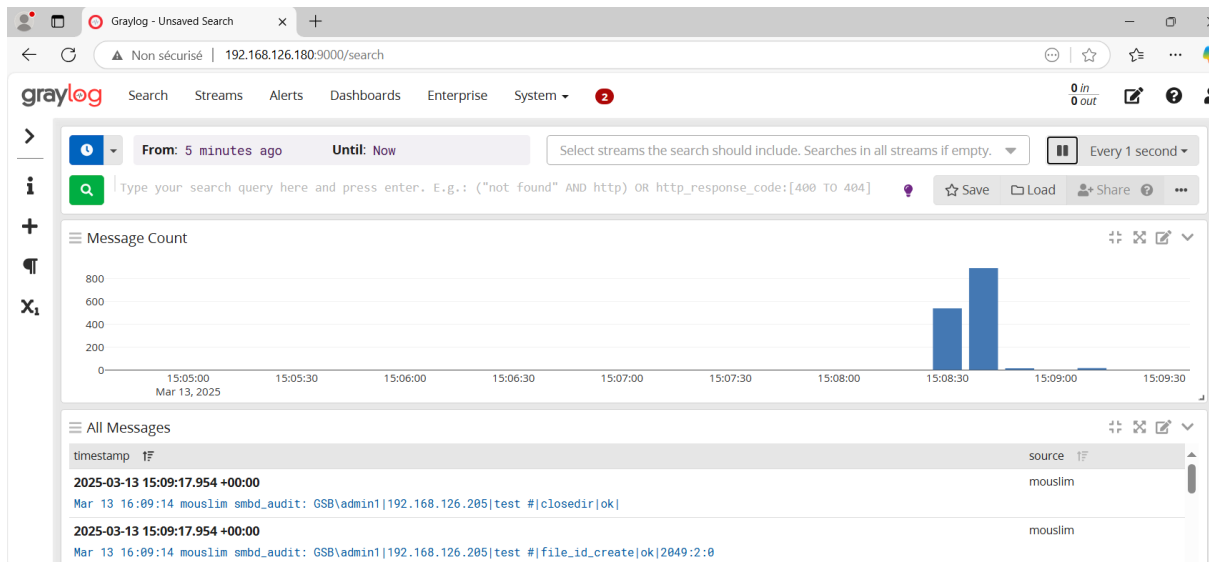 Graylog - Unsaved Search
Non sécurisé | 192.168.126.180:9000/search
graylog Search Streams Alerts Dashboards Enterprise System 2 0 in
0 out
From: 5 minutes ago Until: Now Select streams the search should include. Searches in all streams if empty. Every 1 second
Type your search query here and press enter. E.g.: ("not found" AND http) OR http_response_code:[400 TO 404] Save Load Share
Message Count
800
600
400
200
0
15:05:00 15:05:30 15:06:00 15:06:30 15:07:00 15:07:30 15:08:00 15:08:30 15:09:00 15:09:30
Mar 13, 2025
All Messages
timestamp source
2025-03-13 15:09:17.954 +00:00 mouslim
Mar 13 16:09:14 mouslim smbd_audit: GSB\admin1|192.168.126.205|test #|closedir|ok|
2025-03-13 15:09:17.954 +00:00 mouslim
Mar 13 16:09:14 mouslim smbd_audit: GSB\admin1|192.168.126.205|test #|file_id_create|ok|2049:2:0